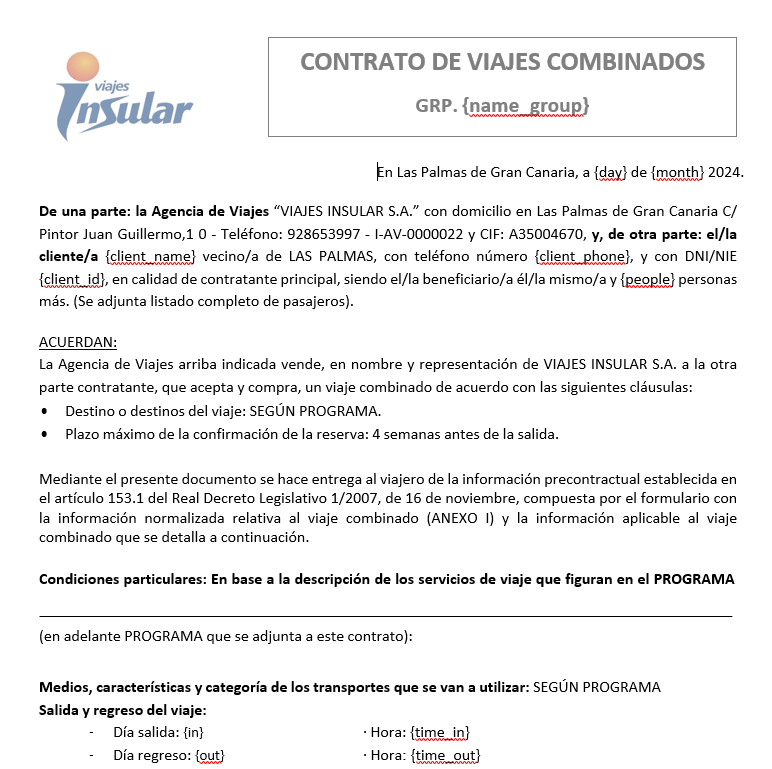 viajes
insular
CONTRATO DE VIAJES COMBINADOS
GRP. {name_group}
En Las Palmas de Gran Canaria, a {day} de {month} 2024.
De una parte: la Agencia de Viajes “VIAJES INSULAR S.A.” con domicilio en Las Palmas de Gran Canaria C/
Pintor Juan Guillermo,1 0 - Teléfono: 928653997 - I-AV-0000022 y CIF: A35004670, y, de otra parte: el/la
cliente/a {client_name} vecino/a de LAS PALMAS, con teléfono número {client_phone}, y con DNI/NIE
{client_id}, en calidad de contratante principal, siendo el/la beneficiario/a él/la mismo/a y {people} personas
más. (Se adjunta listado completo de pasajeros).
ACUERDAN:
La Agencia de Viajes arriba indicada vende, en nombre y representación de VIAJES INSULAR S.A. a la otra
parte contratante, que acepta y compra, un viaje combinado de acuerdo con las siguientes cláusulas:
• Destino o destinos del viaje: SEGÚN PROGRAMA.
• Plazo máximo de la confirmación de la reserva: 4 semanas antes de la salida.
Mediante el presente documento se hace entrega al viajero de la información precontractual establecida en
el artículo 153.1 del Real Decreto Legislativo 1/2007, de 16 de noviembre, compuesta por el formulario con
la información normalizada relativa al viaje combinado (ANEXO I) y la información aplicable al viaje
combinado que se detalla a continuación.
Condiciones particulares: En base a la descripción de los servicios de viaje que figuran en el PROGRAMA
(en adelante PROGRAMA que se adjunta a este contrato):
Medios, características y categoría de los transportes que se van a utilizar: SEGÚN PROGRAMA
Salida y regreso del viaje:
- Día salida: {in} · Hora: {time_in}
- Día regreso: {out} · Hora: {time_out}